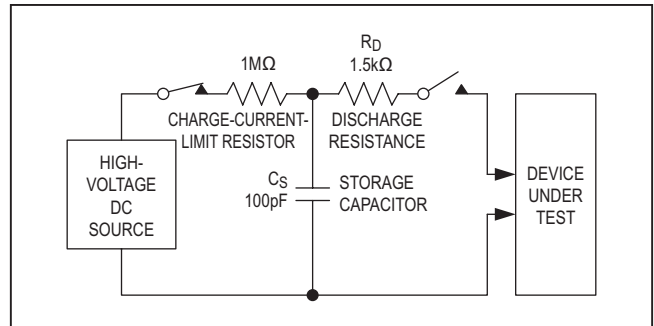 1MΩ
CHARGE-CURRENT-
LIMIT RESISTOR
RD
1.5kΩ
DISCHARGE
RESISTANCE
HIGH-
VOLTAGE
DC
SOURCE
CS
100pF
STORAGE
CAPACITOR
DEVICE
UNDER
TEST